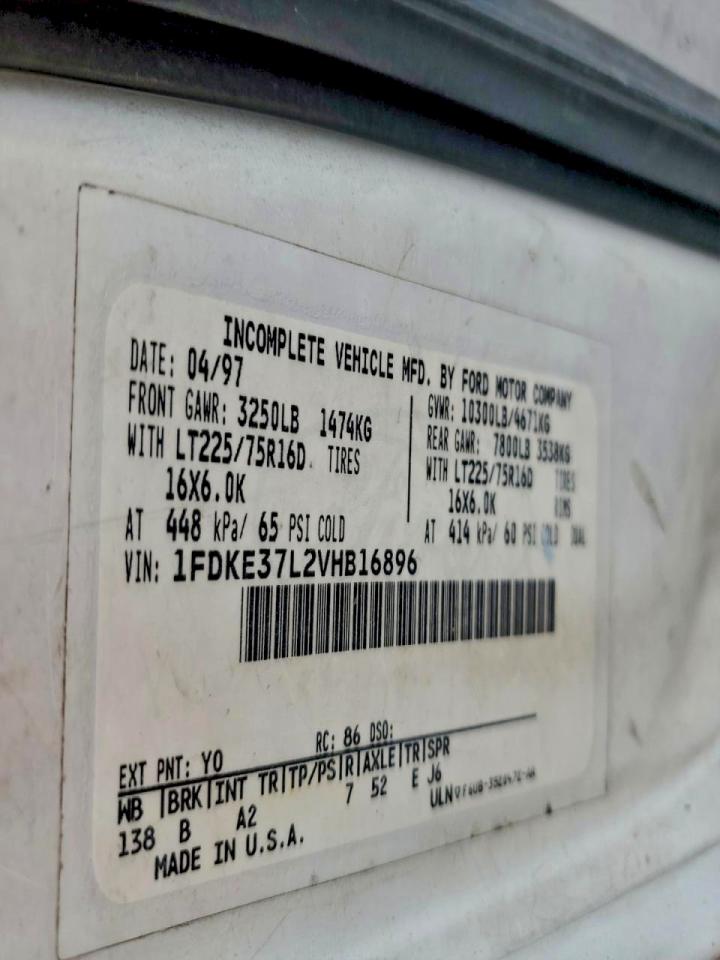 INCOMPLETE VEHICLE MFD. BY FORD MOTOR COMPANY
DATE: 04/97
GVWR: 10300LB/4671KG
FRONT GAWR: 3250LB 1474KG
REAR GAWR: 7800LB 3538KG
WITH LT225/75R16D TIRES
WITH LT225/75R16D TIRES
16X6.0K
16X6.0K RIMS
AT 448 kPa/ 65 PSI COLD
AT 414 kPa/ 60 PSI COLD DUAL
VIN: 1FDKE37L2VHB16896
EXT PNT: YO RC: 86 DSO:
WB |BRK|INT TR|TP/PS|R|AXLE|TR|SPR
138 B A2 7 52 E J6
MADE IN U.S.A. ULN